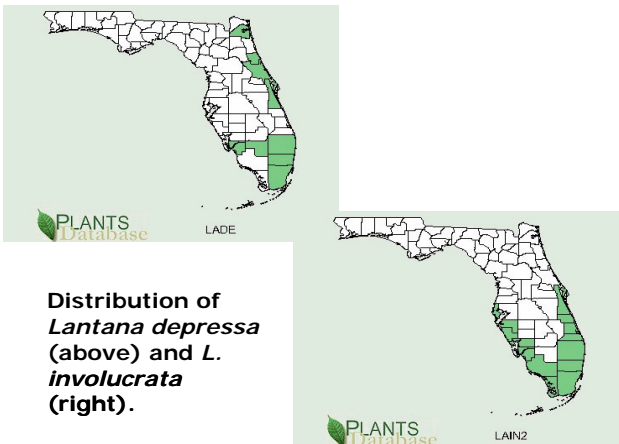 PLANTS
Database
LADE
Distribution of
Lantana depressa
(above) and L.
involucrata
(right).
PLANTS
Database
LAIN2